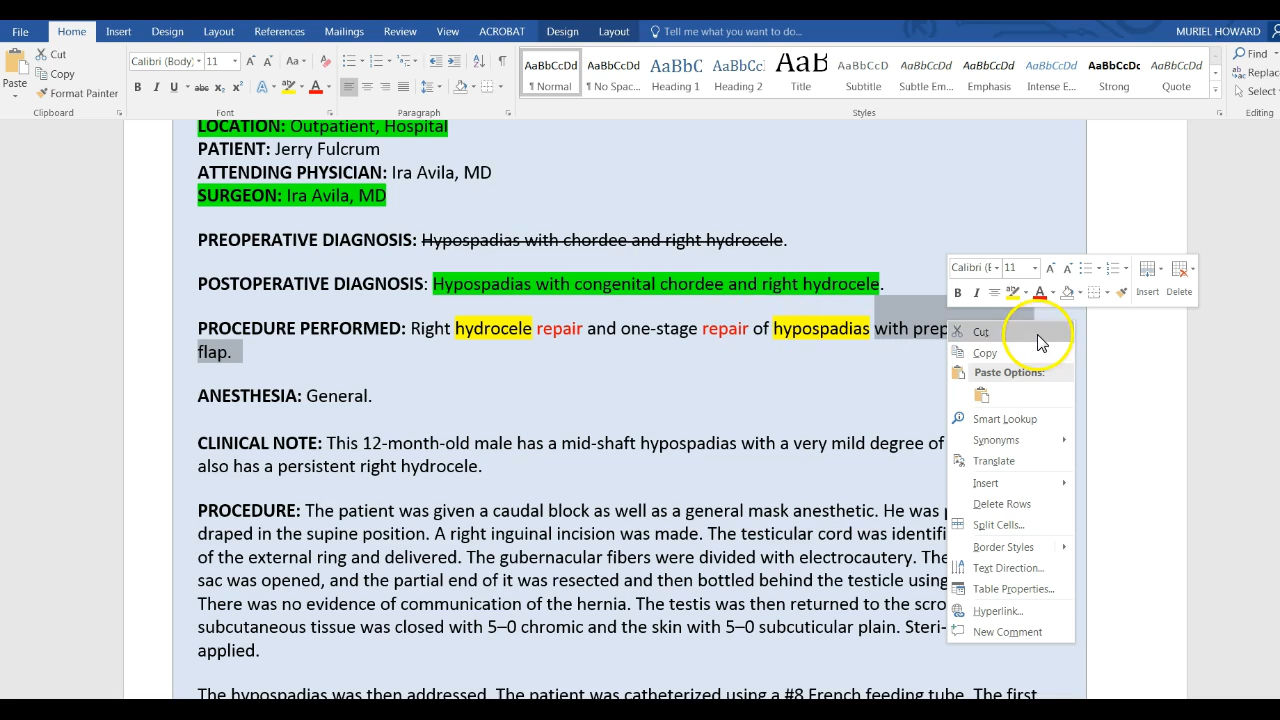 File Home Insert Design Layout References Mailings Review View ACROBAT Design Layout Tell me what you want to do... MURIEL HOWARD
Cut Calibri (Body) 11 Aa AaBbCcDd AaBbCcDd AaBbC AaBbCc AaB AaBbCcDd AaBbCcDd AaBbCcDd AaBbCcDd AaBbCcDc AaBbCcDd Find
Copy Replac
Paste Format Painter B I U abc X₂ X² A A ¶ Normal ¶ No Spac... Heading 1 Heading 2 Title Subtitle Subtle Em... Emphasis Intense E... Strong Quote Select
Clipboard Font Paragraph Styles Editing
LOCATION: Outpatient, Hospital
PATIENT: Jerry Fulcrum
ATTENDING PHYSICIAN: Ira Avila, MD
SURGEON: Ira Avila, MD
PREOPERATIVE DIAGNOSIS: Hypospadias with chordee and right hydrocele.
POSTOPERATIVE DIAGNOSIS: Hypospadias with congenital chordee and right hydrocele.
PROCEDURE PERFORMED: Right hydrocele repair and one-stage repair of hypospadias with prep
flap.
ANESTHESIA: General.
CLINICAL NOTE: This 12-month-old male has a mid-shaft hypospadias with a very mild degree of
also has a persistent right hydrocele.
PROCEDURE: The patient was given a caudal block as well as a general mask anesthetic. He was
draped in the supine position. A right inguinal incision was made. The testicular cord was identifi
of the external ring and delivered. The gubernacular fibers were divided with electrocautery. The
sac was opened, and the partial end of it was resected and then bottled behind the testicle using
There was no evidence of communication of the hernia. The testis was then returned to the scro
subcutaneous tissue was closed with 5–0 chromic and the skin with 5–0 subcuticular plain. Steri-
applied.
The hypospadias was then addressed. The patient was catheterized using a #8 French feeding tube. The first
Calibri (E 11
B I A Insert Delete
Cut
Copy
Paste Options:
Smart Lookup
Synonyms
Translate
Insert
Delete Rows
Split Cells...
Border Styles
Text Direction...
Table Properties...
Hyperlink...
New Comment